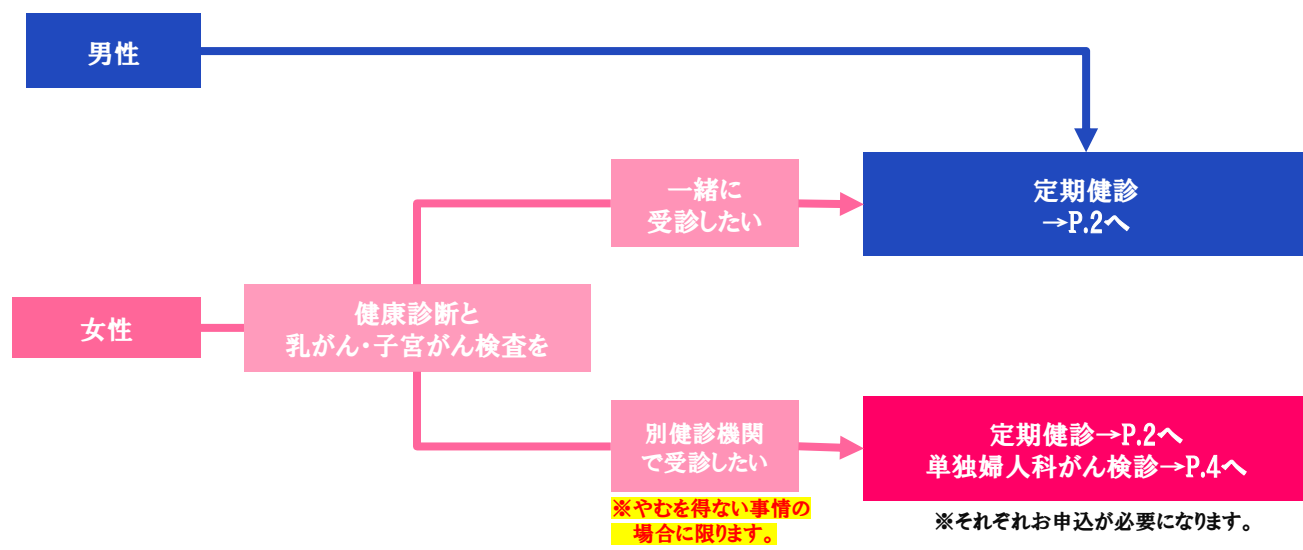 男性
一緒に
受診したい
定期健診
→P.2へ
女性
健康診断と
乳がん・子宮がん検査を
別健診機関
で受診したい
※やむを得ない事情の
場合に限ります。
定期健診→P.2へ
単独婦人科がん検診→P.4へ
※それぞれお申込が必要になります。